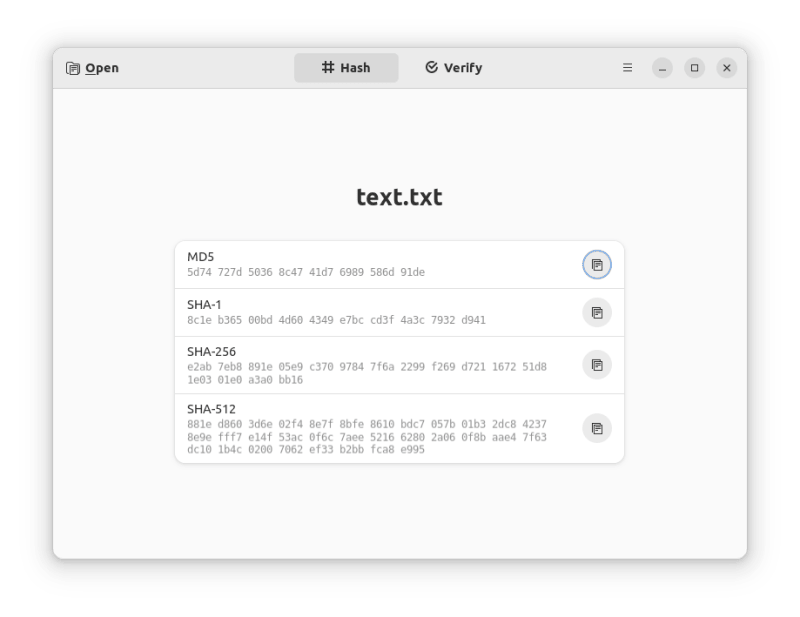 Open
Hash
Verify
text.txt
MD5
5d74 727d 5036 8c47 41d7 6989 586d 91de
SHA-1
8c1e b365 00bd 4d60 4349 e7bc cd3f 4a3c 7932 d941
SHA-256
e2ab 7eb8 891e 05e9 c370 9784 7f6a 2299 f269 d721 1672 51d8
1e03 01e0 a3a0 bb16
SHA-512
881e d860 3d6e 02f4 8e7f 8bfe 8610 bdc7 057b 01b3 2dc8 4237
8e9e fff7 e14f 53ac 0f6c 7aee 5216 6280 2a06 0f8b aae4 7f63
dc10 1b4c 0200 7062 ef33 b2bb fca8 e995